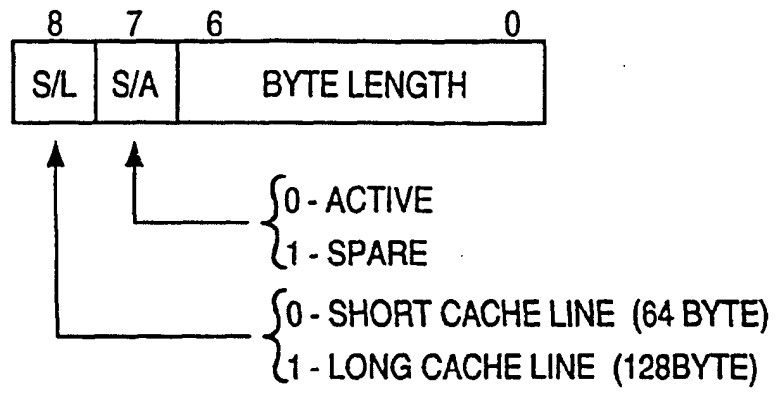 8 7 6 0
S/L S/A BYTE LENGTH
0 - ACTIVE
1 - SPARE
0 - SHORT CACHE LINE (64 BYTE)
1 - LONG CACHE LINE (128BYTE)